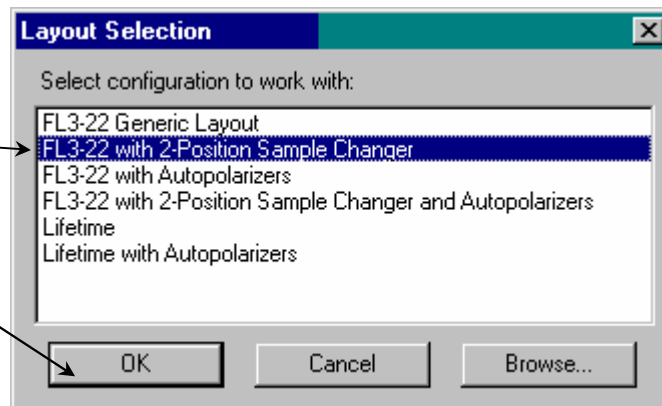 Layout Selection
Select configuration to work with:
FL3-22 Generic Layout
FL3-22 with 2-Position Sample Changer
FL3-22 with Autopolarizers
FL3-22 with 2-Position Sample Changer and Autopolarizers
Lifetime
Lifetime with Autopolarizers
OK Cancel Browse...